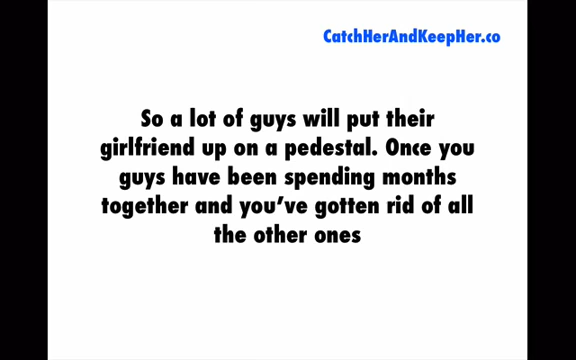 CatchHerAndKeepHer.co
So a lot of guys will put their
girlfriend up on a pedestal. Once you
guys have been spending months
together and you've gotten rid of all
the other ones